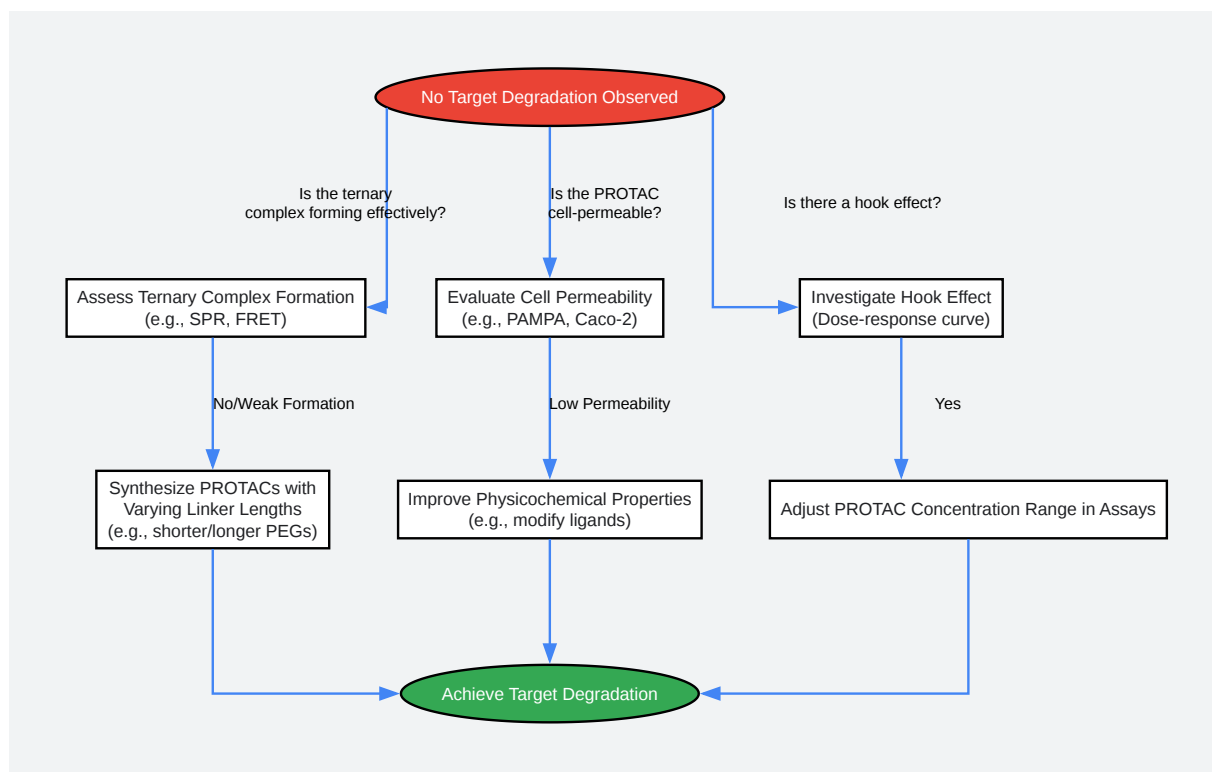 No Target Degradation Observed
Is the ternary
complex forming effectively?
Is the PROTAC
cell-permeable?
Is there a hook effect?
Assess Ternary Complex Formation
(e.g., SPR, FRET)
Evaluate Cell Permeability
(e.g., PAMPA, Caco-2)
Investigate Hook Effect
(Dose-response curve)
No/Weak Formation
Low Permeability
Yes
Synthesize PROTACs with
Varying Linker Lengths
(e.g., shorter/longer PEGs)
Improve Physicochemical Properties
(e.g., modify ligands)
Adjust PROTAC Concentration Range in Assays
Achieve Target Degradation